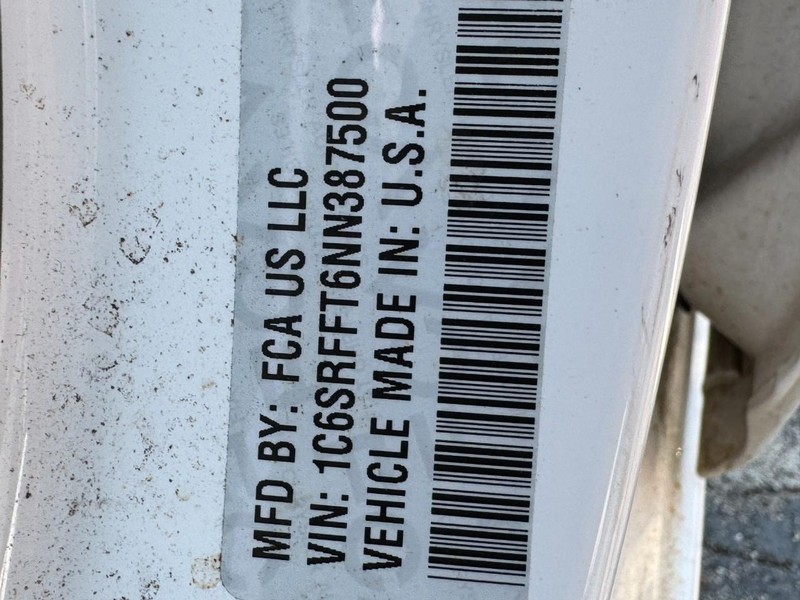 MFD BY: FCA US LLC
VIN: 1C6SRFFT6NN387500
VEHICLE MADE IN: U.S.A.